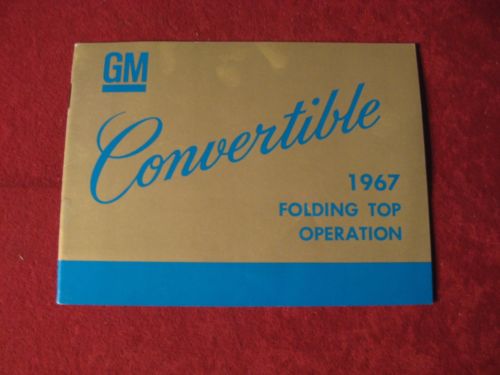 GM
Convertible
1967
FOLDING TOP
OPERATION